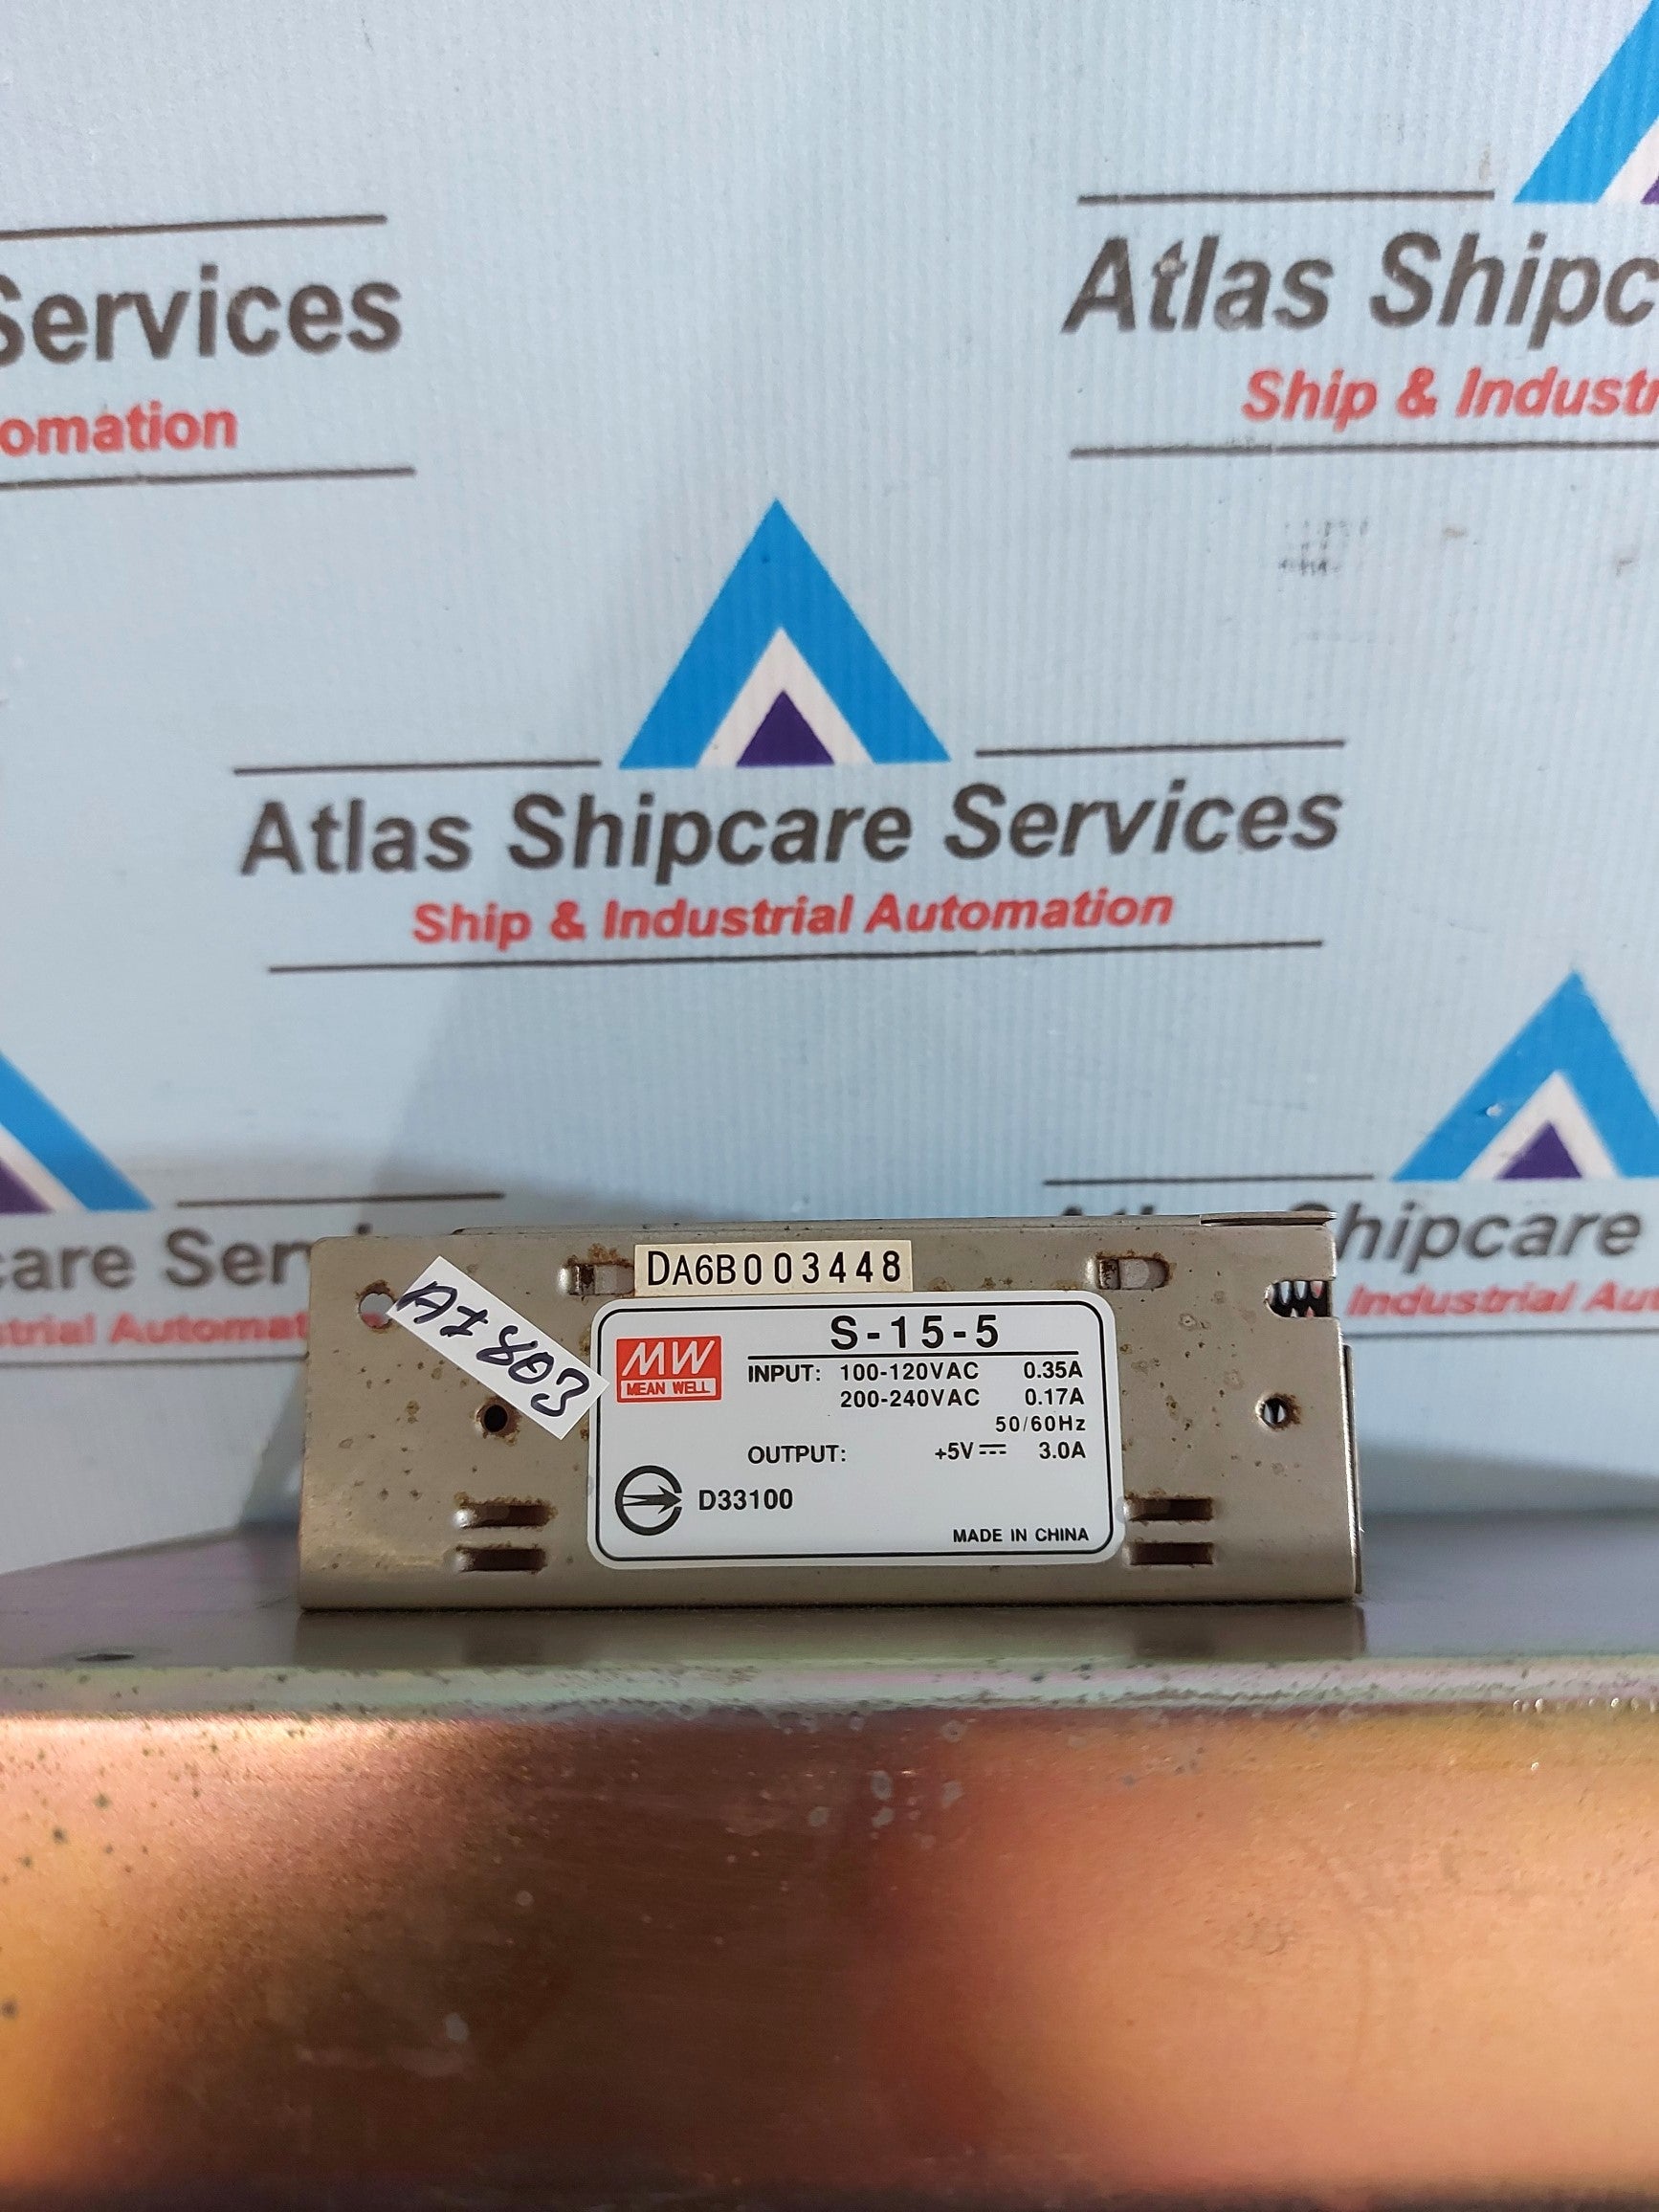 Services
Atlas Shipc
omation
Ship & Industr
Atlas Shipcare Services
Ship & Industrial Automation
care Ser
hipcare
strial Automat
Industrial Au
DA6B003448
AI803
MW
MEAN WELL
S-15-5
INPUT: 100-120VAC 0.35A
200-240VAC 0.17A
50/60Hz
OUTPUT: +5V⎓ 3.0A
D33100
MADE IN CHINA